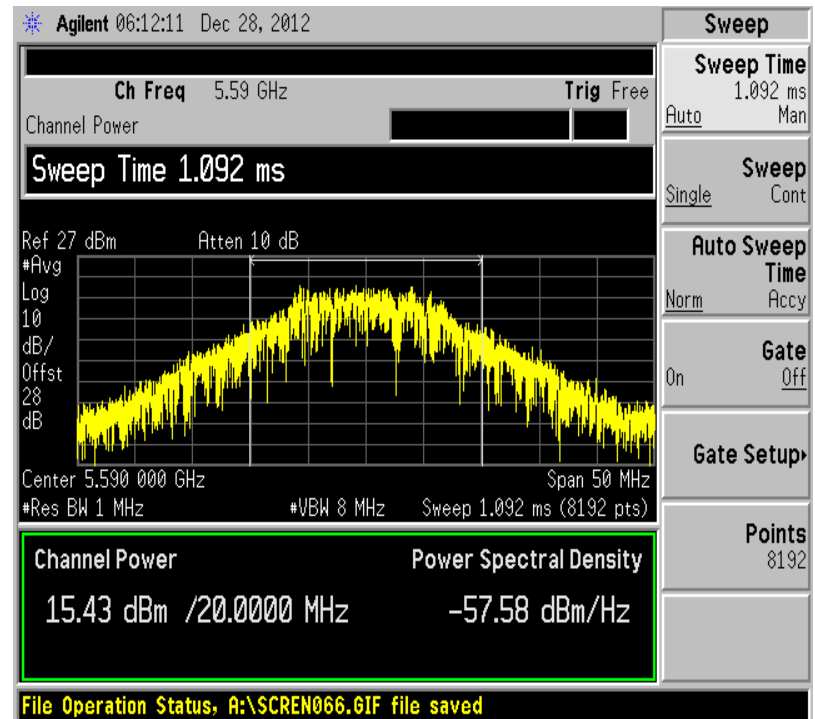 Agilent 06:12:11 Dec 28, 2012
Sweep
Ch Freq 5.59 GHz Trig Free
Channel Power
Sweep Time 1.092 ms
Ref 27 dBm Atten 10 dB
#Avg
Log
10
dB/
Offst
28
dB
Center 5.590 000 GHz Span 50 MHz
#Res BW 1 MHz #VBW 8 MHz Sweep 1.092 ms (8192 pts)
Channel Power Power Spectral Density
15.43 dBm /20.0000 MHz -57.58 dBm/Hz
File Operation Status, A:\SCREN066.GIF file saved
Sweep Time
1.092 ms
Auto Man
Sweep
Single Cont
Auto Sweep
Time
Norm Accy
Gate
On Off
Gate Setup
Points
8192